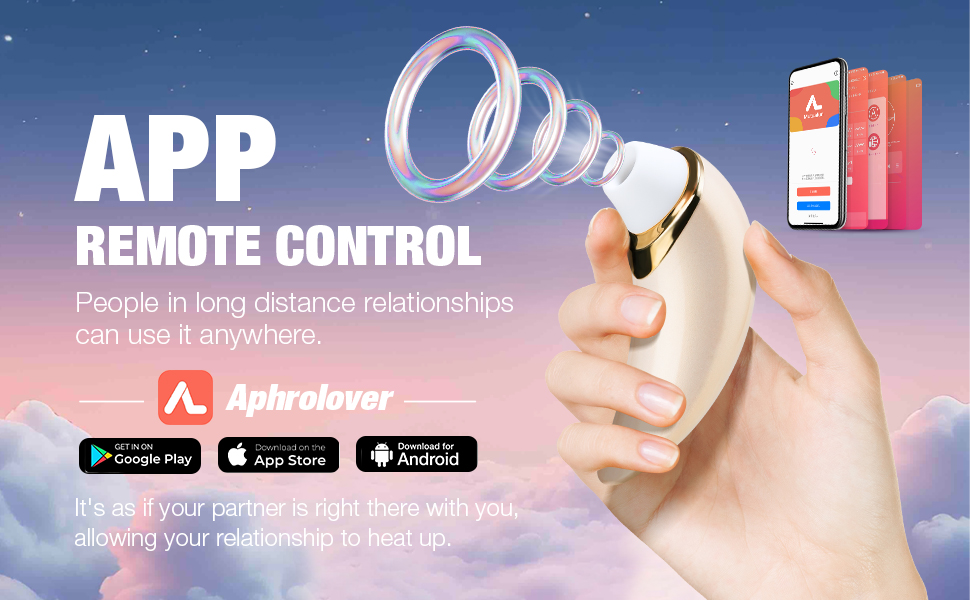 APP
REMOTE CONTROL
People in long distance relationships
can use it anywhere.
Aphrolover
GET IN ON
Google Play
Download on the
App Store
Download for
Android
It's as if your partner is right there with you,
allowing your relationship to heat up.